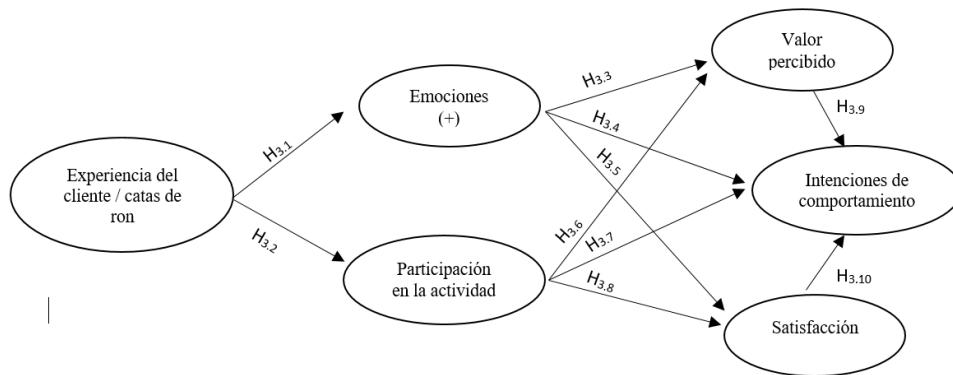 Experiencia del
cliente / catas de
ron
H3.1
H3.2
Emociones
(+)
Participación
en la actividad
H3.3
H3.4
H3.5
H3.6
H3.7
H3.8
Valor
percibido
H3.9
Intenciones de
comportamiento
H3.10
Satisfacción